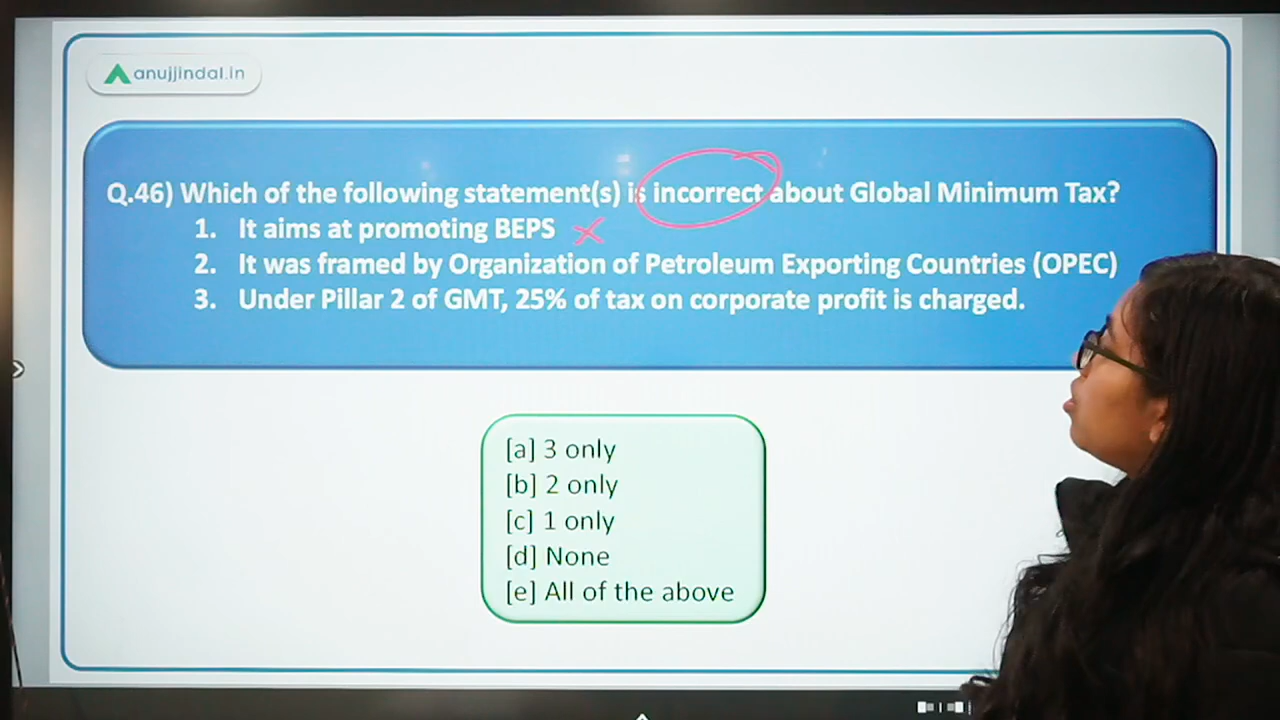 anujjindal.in
Q.46) Which of the following statement(s) is incorrect about Global Minimum Tax?
1. It aims at promoting BEPS
2. It was framed by Organization of Petroleum Exporting Countries (OPEC)
3. Under Pillar 2 of GMT, 25% of tax on corporate profit is charged.
[a] 3 only
[b] 2 only
[c] 1 only
[d] None
[e] All of the above